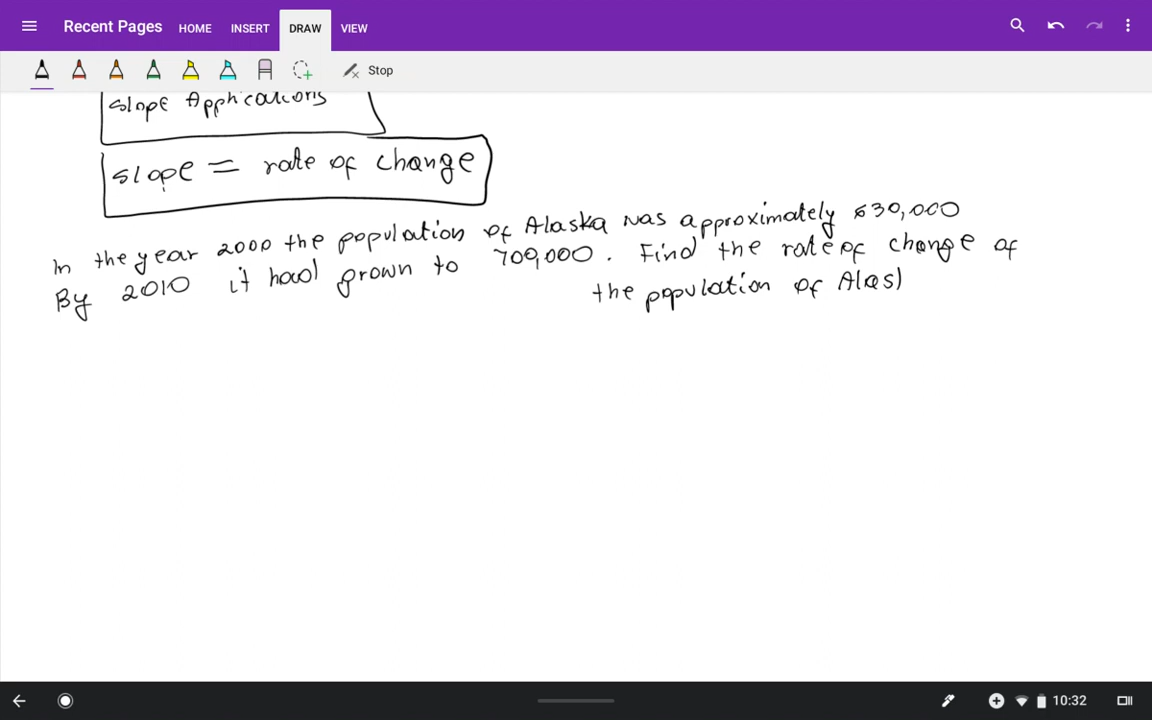 Recent Pages HOME INSERT DRAW VIEW
Stop
Slope Applications
slope = rate of change
In the year 2000 the population of Alaska was approximately 630,000
By 2010 it had grown to 709,000. Find the rate of change of
the population of Alas
10:32